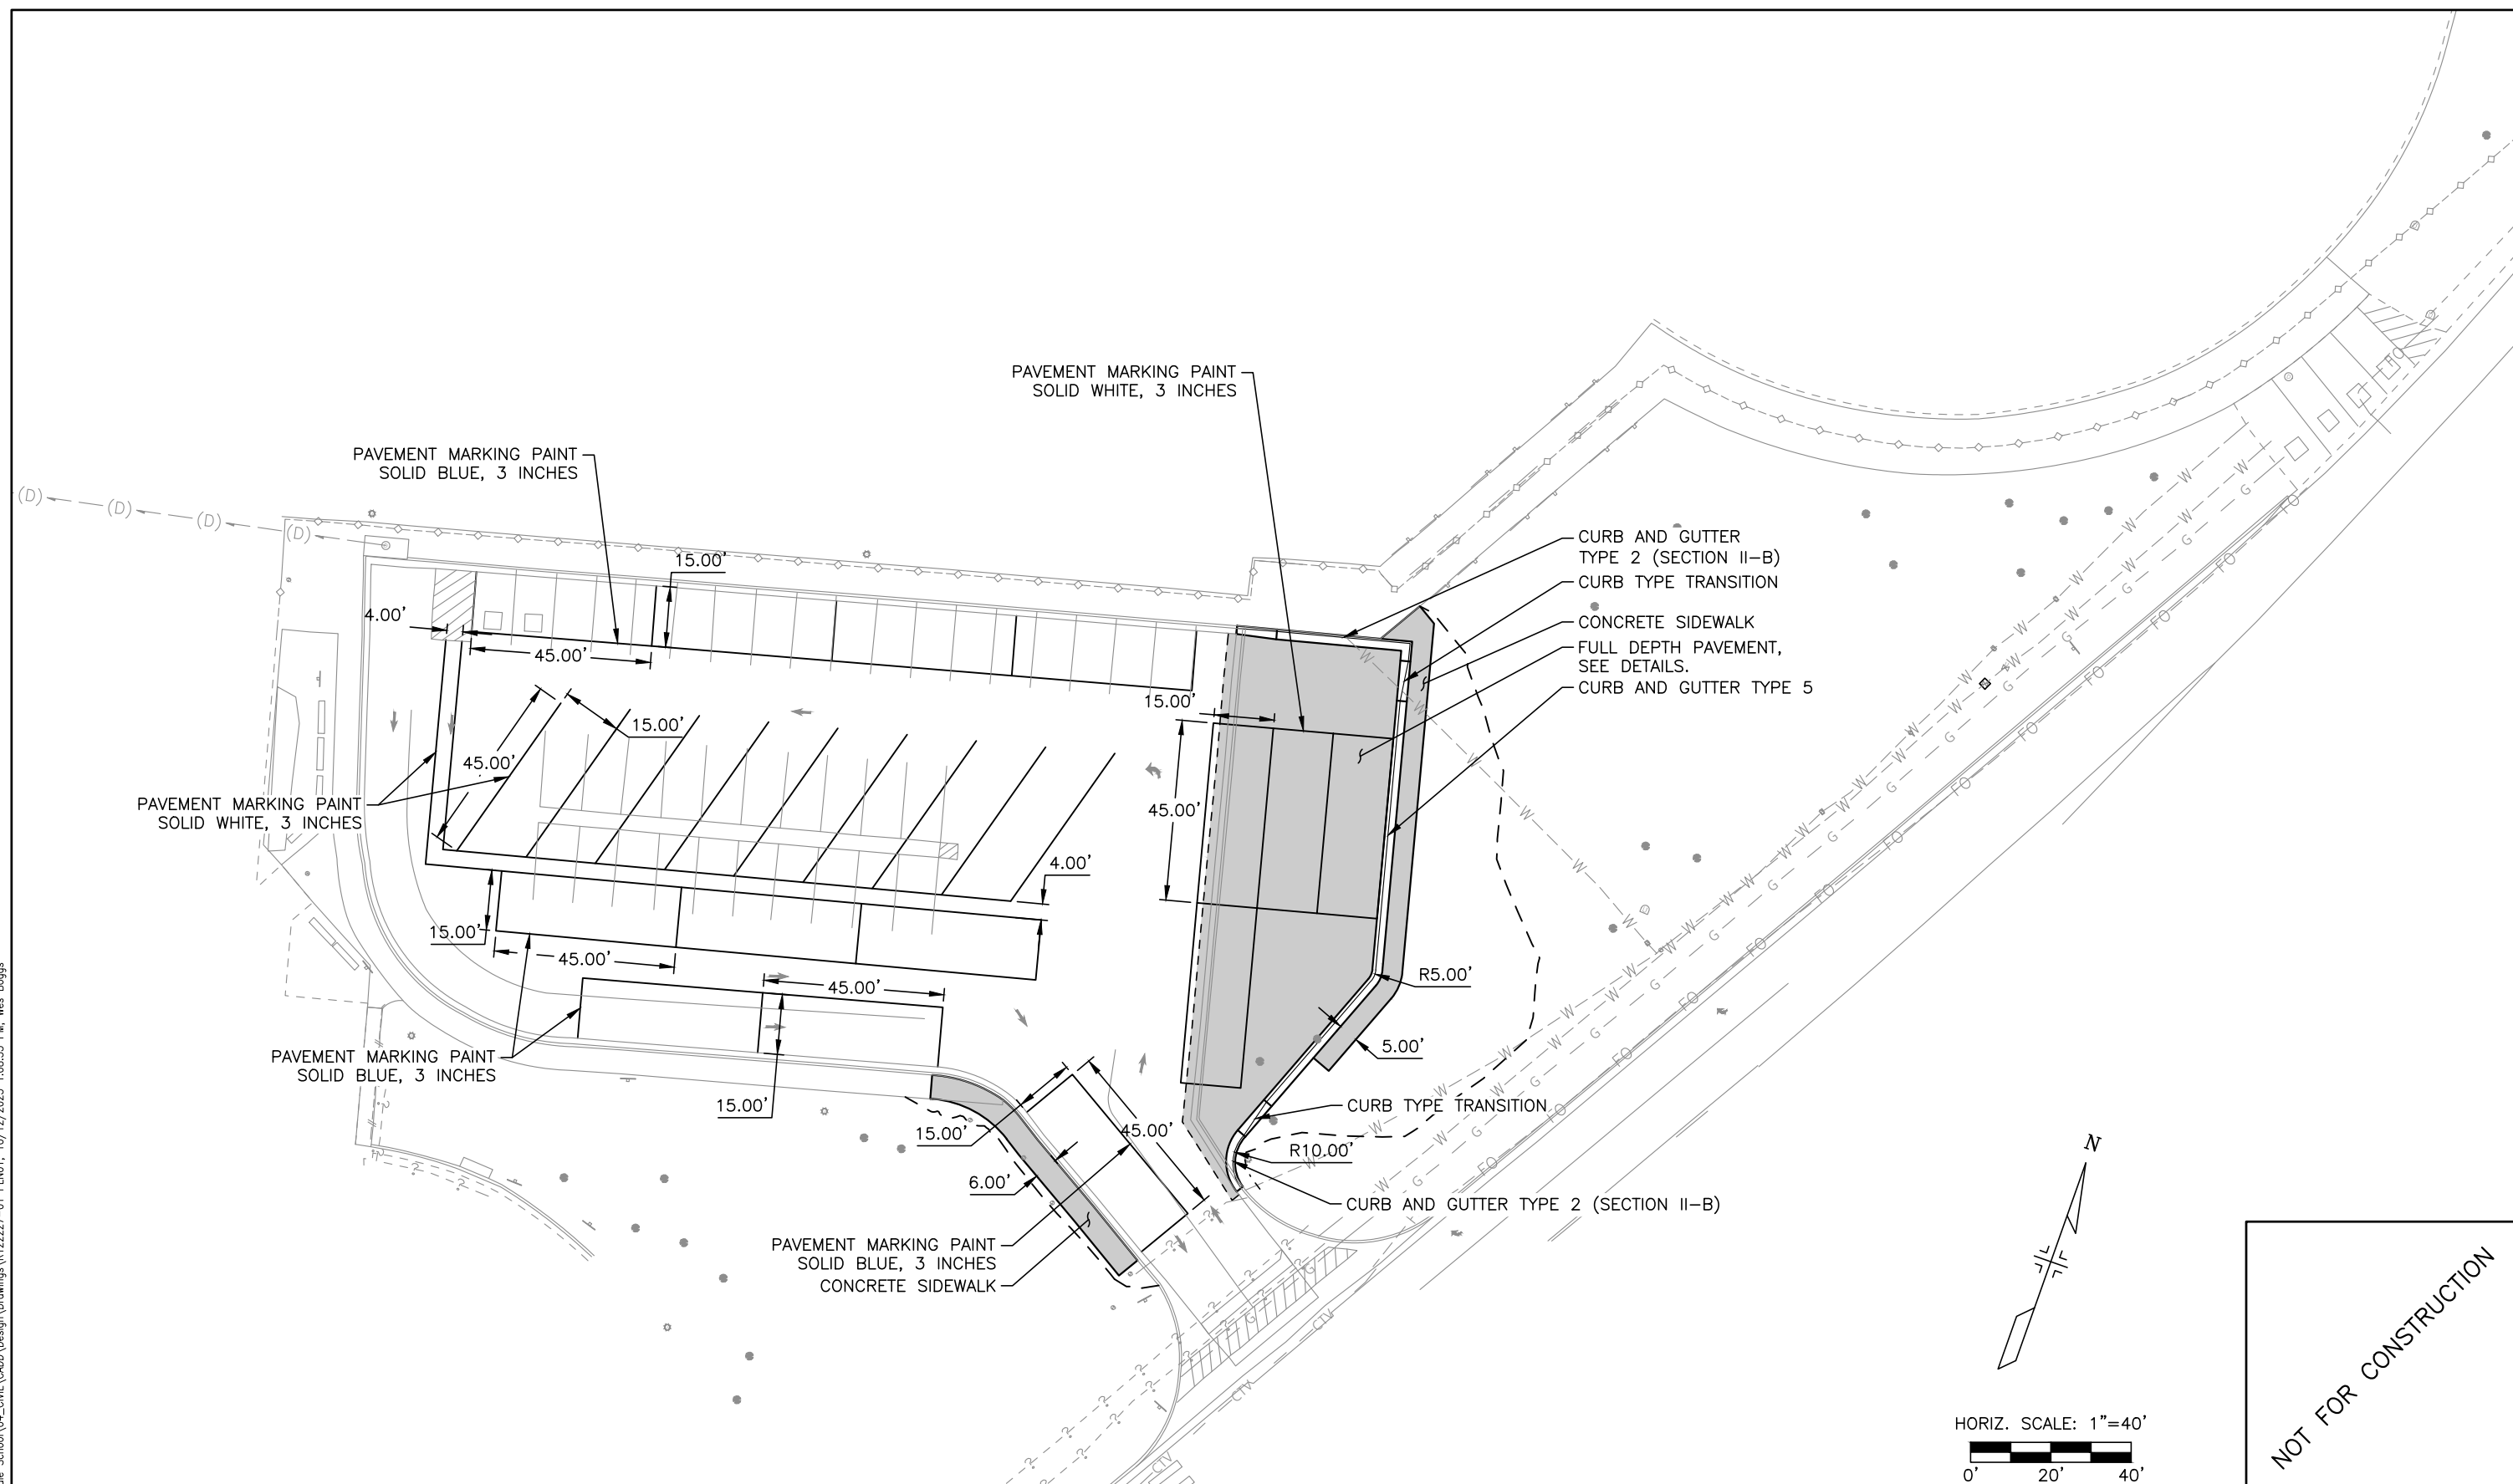 PAVEMENT MARKING PAINT
SOLID WHITE, 3 INCHES
PAVEMENT MARKING PAINT
SOLID BLUE, 3 INCHES
(D)
(D)
(D)
(D)
15.00'
4.00'
45.00'
CURB AND GUTTER
TYPE 2 (SECTION II-B)
CURB TYPE TRANSITION
CONCRETE SIDEWALK
FULL DEPTH PAVEMENT,
SEE DETAILS.
CURB AND GUTTER TYPE 5
15.00'
15.00'
45.00'
45.00'
PAVEMENT MARKING PAINT
SOLID WHITE, 3 INCHES
4.00'
15.00'
45.00'
45.00'
R5.00'
5.00'
PAVEMENT MARKING PAINT
SOLID BLUE, 3 INCHES
15.00'
CURB TYPE TRANSITION
15.00'
45.00'
R10.00'
6.00'
CURB AND GUTTER TYPE 2 (SECTION II-B)
PAVEMENT MARKING PAINT
SOLID BLUE, 3 INCHES
CONCRETE SIDEWALK
N
HORIZ. SCALE: 1"=40'
0' 20' 40'
NOT FOR CONSTRUCTION
W
G
FO
CTV
CTV
CTV